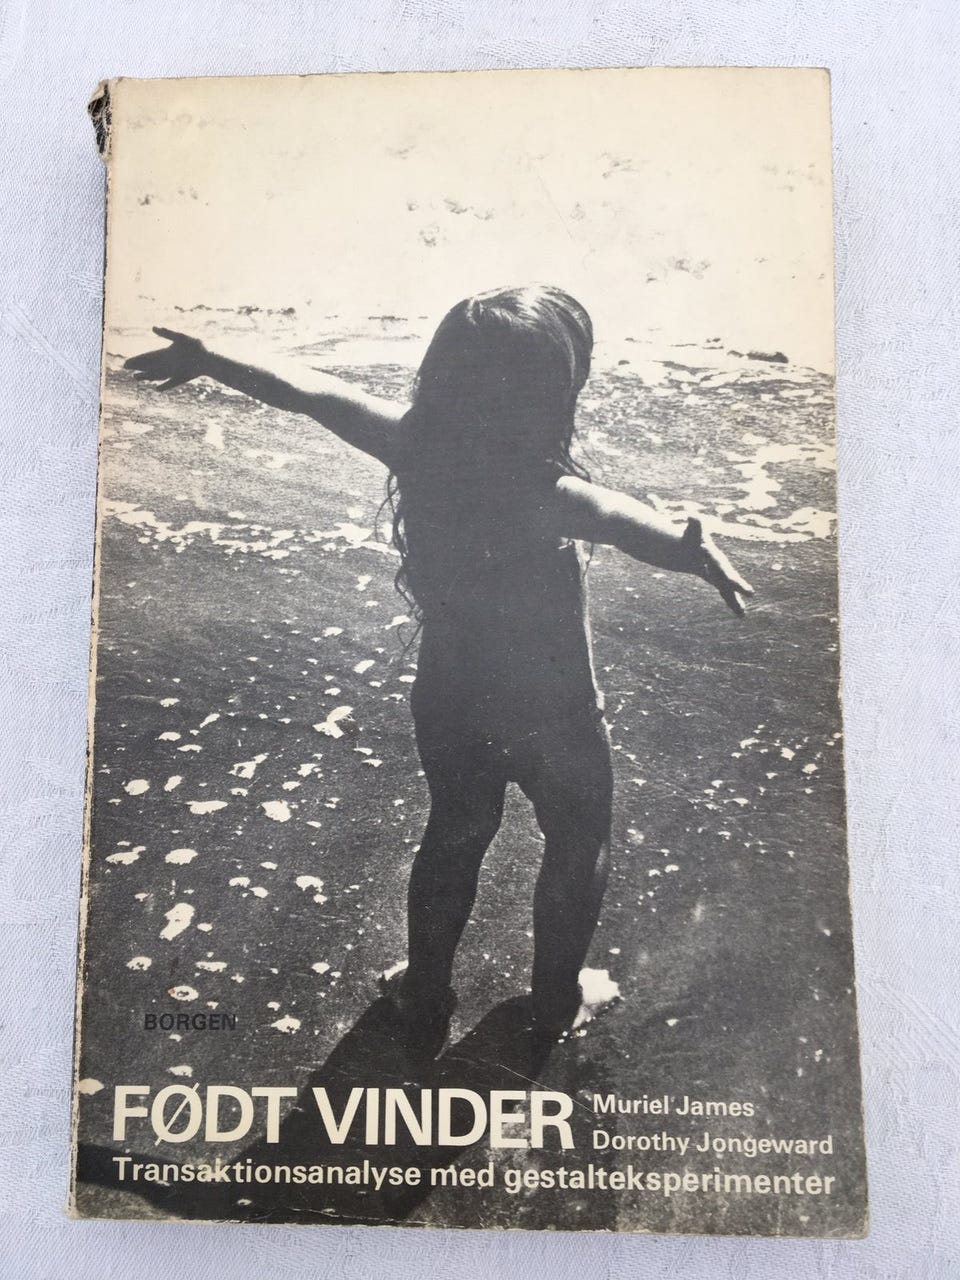 BORGEN
FØDT VINDER
Muriel James
Dorothy Jongeward
Transaktionsanalyse med gestalteksperimenter